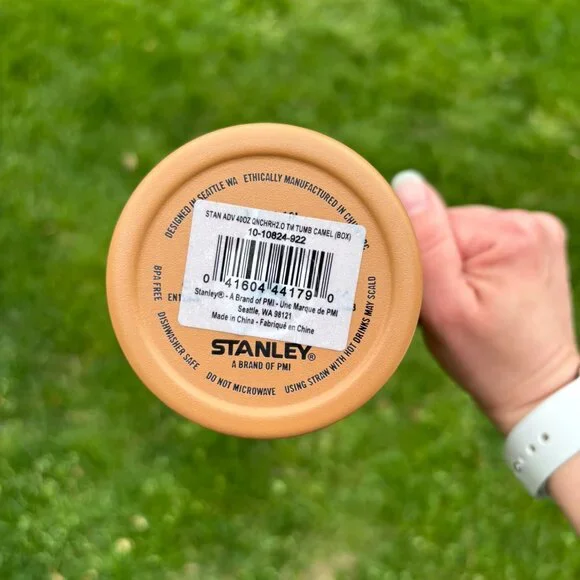 DESIGNED IN SEATTLE WA ETHICALLY MANUFACTURED IN
STAN ADV 40OZ QNCHRH2.0 TM TUMB CAMEL (BOX)
10-10824-922
0 41604 44179 0
Stanley® - A Brand of PMI - Une Marque de PMI
Seattle, WA 98121
Made in China - Fabriqué en Chine
BPA FREE
DISHWASHER SAFE
DO NOT MICROWAVE
USING STRAW WITH HOT DRINKS MAY SCALD
STANLEY®
A BRAND OF PMI